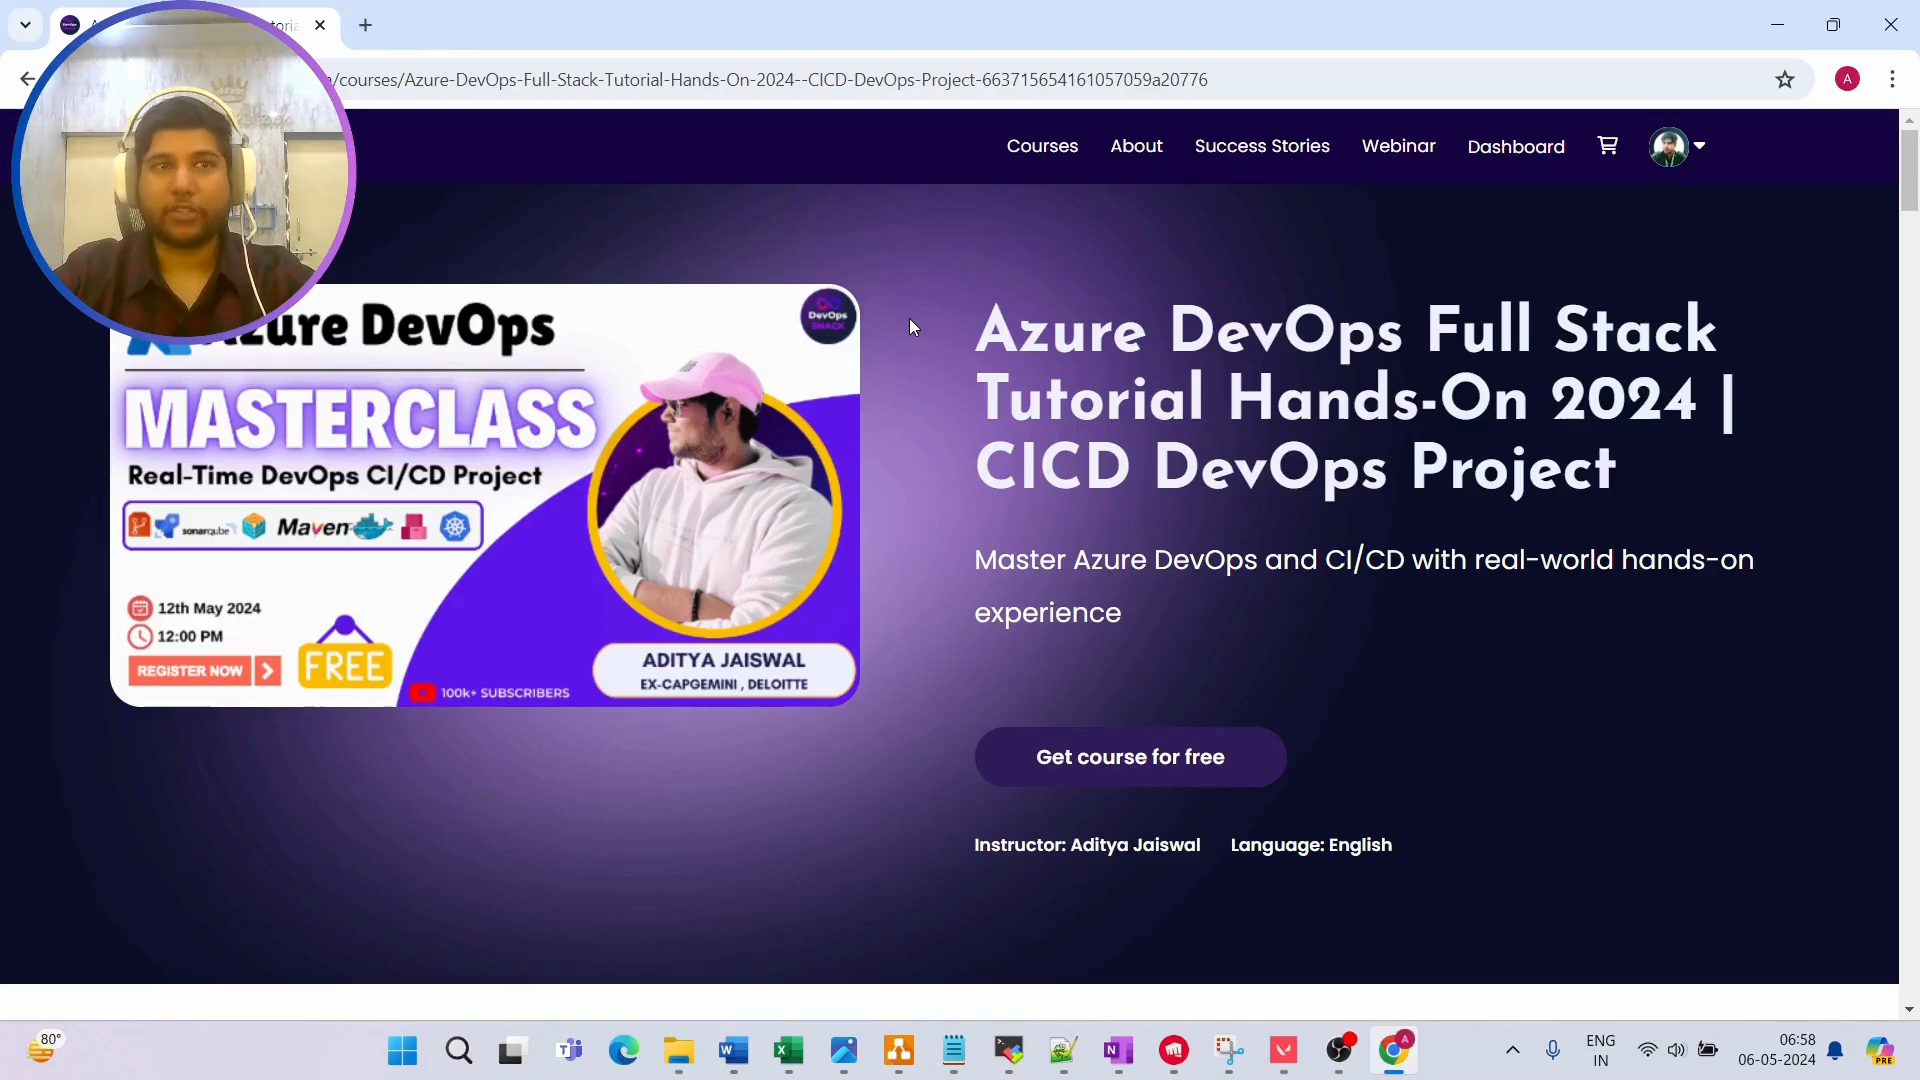 /courses/Azure-DevOps-Full-Stack-Tutorial-Hands-On-2024--CICD-DevOps-Project-663715654161057059a20776
A
Courses
About
Success Stories
Webinar
Dashboard
Azure DevOps
DevOps
SHACK
MASTERCLASS
Real-Time DevOps CI/CD Project
sonarqube
Maven
12th May 2024
12:00 PM
REGISTER NOW
FREE
100k+ SUBSCRIBERS
ADITYA JAISWAL
EX-CAPGEMINI , DELOITTE
Azure DevOps Full Stack
Tutorial Hands-On 2024 |
CICD DevOps Project
Master Azure DevOps and CI/CD with real-world hands-on
experience
Get course for free
Instructor: Aditya Jaiswal
Language: English
80°
A
ENG
IN
06:58
06-05-2024
PRE